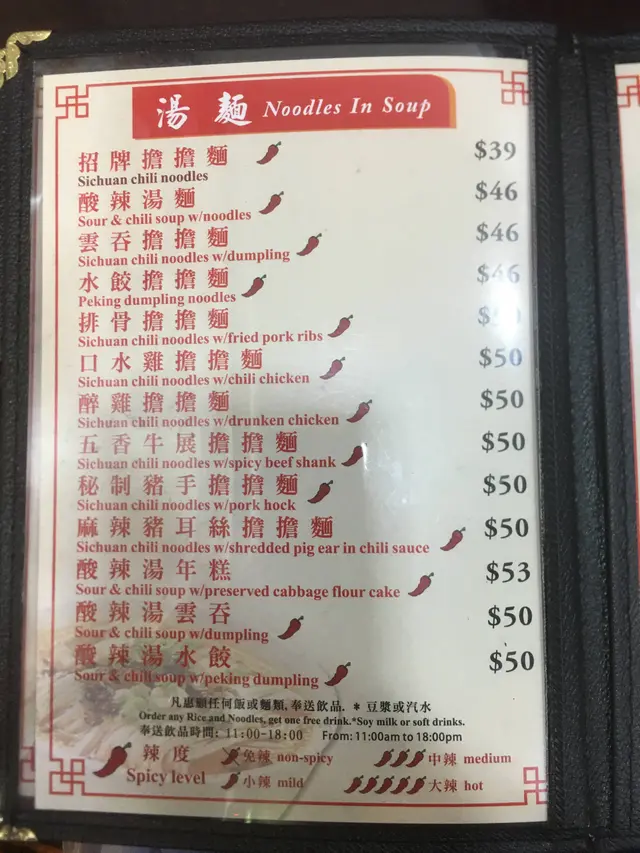 湯麵 Noodles In Soup
招牌擔擔麵 $39
Sichuan chili noodles
酸辣湯麵 $46
Sour & chili soup w/noodles
雲吞擔擔麵 $46
Sichuan chili noodles w/dumpling
水餃擔擔麵 $46
Peking dumpling noodles
排骨擔擔麵
Sichuan chili noodles w/fried pork ribs
口水雞擔擔麵 $50
Sichuan chili noodles w/chili chicken
醉雞擔擔麵 $50
Sichuan chili noodles w/drunken chicken
五香牛展擔擔麵 $50
Sichuan chili noodles w/spicy beef shank
秘制豬手擔擔麵 $50
Sichuan chili noodles w/pork hock
麻辣豬耳絲擔擔麵 $50
Sichuan chili noodles w/shredded pig ear in chili sauce
酸辣湯年糕 $53
Sour & chili soup w/preserved cabbage flour cake
酸辣湯雲吞 $50
Sour & chili soup w/dumpling
酸辣湯水餃 $50
Sour & chili soup w/peking dumpling
凡惠顧任何飯或麵類,奉送飲品. * 豆漿或汽水
Order any Rice and Noodles, get one free drink.*Soy milk or soft drinks.
奉送飲品時間: 11:00-18:00 From: 11:00am to 18:00pm
辣度 免辣 non-spicy 中辣 medium
Spicy level 小辣 mild 大辣 hot